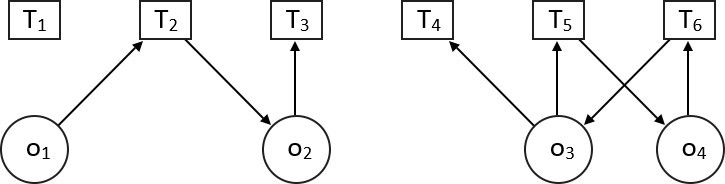 T₁ T₂ T₃ T₄ T₅ T₆
o₁ o₂ o₃ o₄